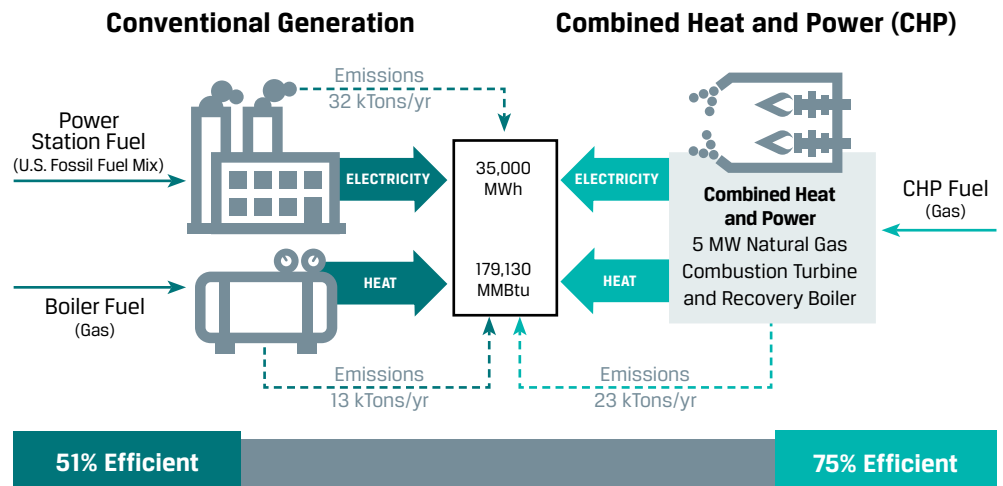 Conventional Generation
Combined Heat and Power (CHP)
Emissions
32 kTons/yr
Power
Station Fuel
(U.S. Fossil Fuel Mix)
ELECTRICITY
35,000
MWh
ELECTRICITY
Combined Heat
and Power
5 MW Natural Gas
Combustion Turbine
and Recovery Boiler
CHP Fuel
(Gas)
Boiler Fuel
(Gas)
HEAT
179,130
MMBtu
HEAT
Emissions
13 kTons/yr
Emissions
23 kTons/yr
51% Efficient
75% Efficient